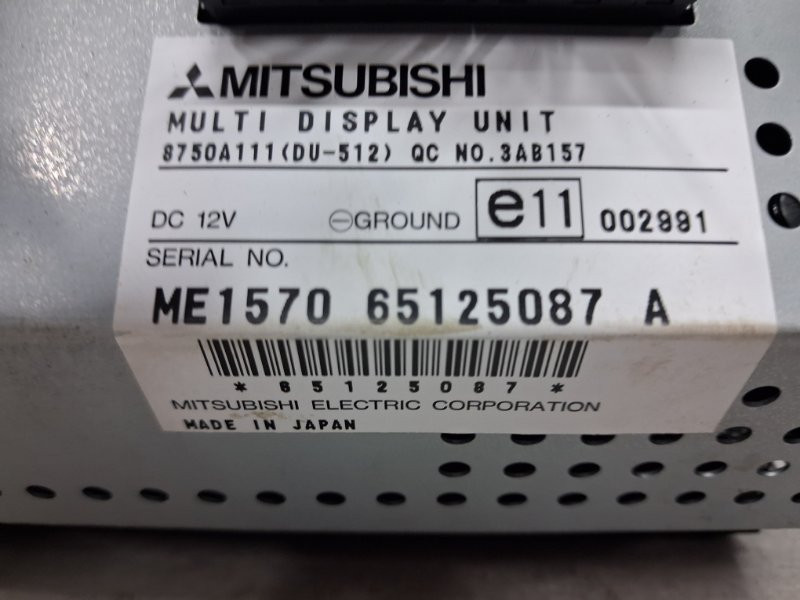 MITSUBISHI
MULTI DISPLAY UNIT
8750A111(DU-512) QC NO.3AB157
DC 12V ⊖GROUND e11 002991
SERIAL NO.
ME1570 65125087 A
*65125087*
MITSUBISHI ELECTRIC CORPORATION
MADE IN JAPAN